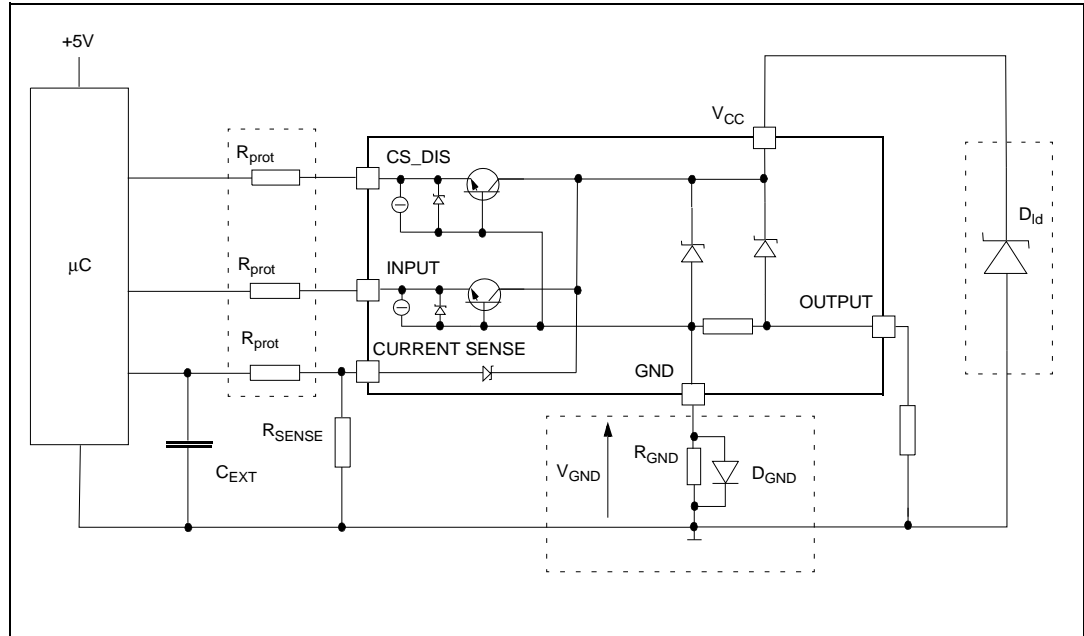 +5V
V_CC
R_prot
CS_DIS
D_ld
µC
R_prot
INPUT
OUTPUT
R_prot
CURRENT SENSE
GND
R_SENSE
R_GND
V_GND
D_GND
C_EXT